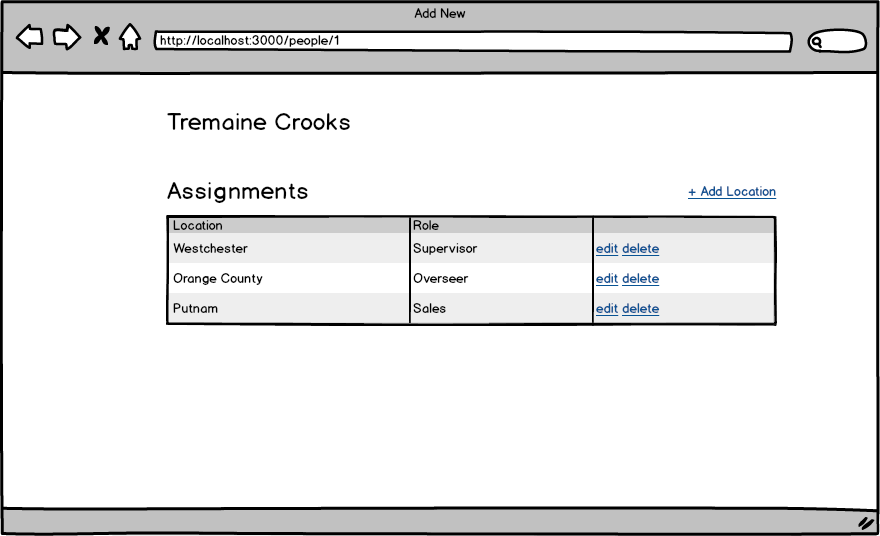 Add New
http://localhost:3000/people/1
Tremaine Crooks
Assignments + Add Location
Location Role
Westchester Supervisor edit delete
Orange County Overseer edit delete
Putnam Sales edit delete